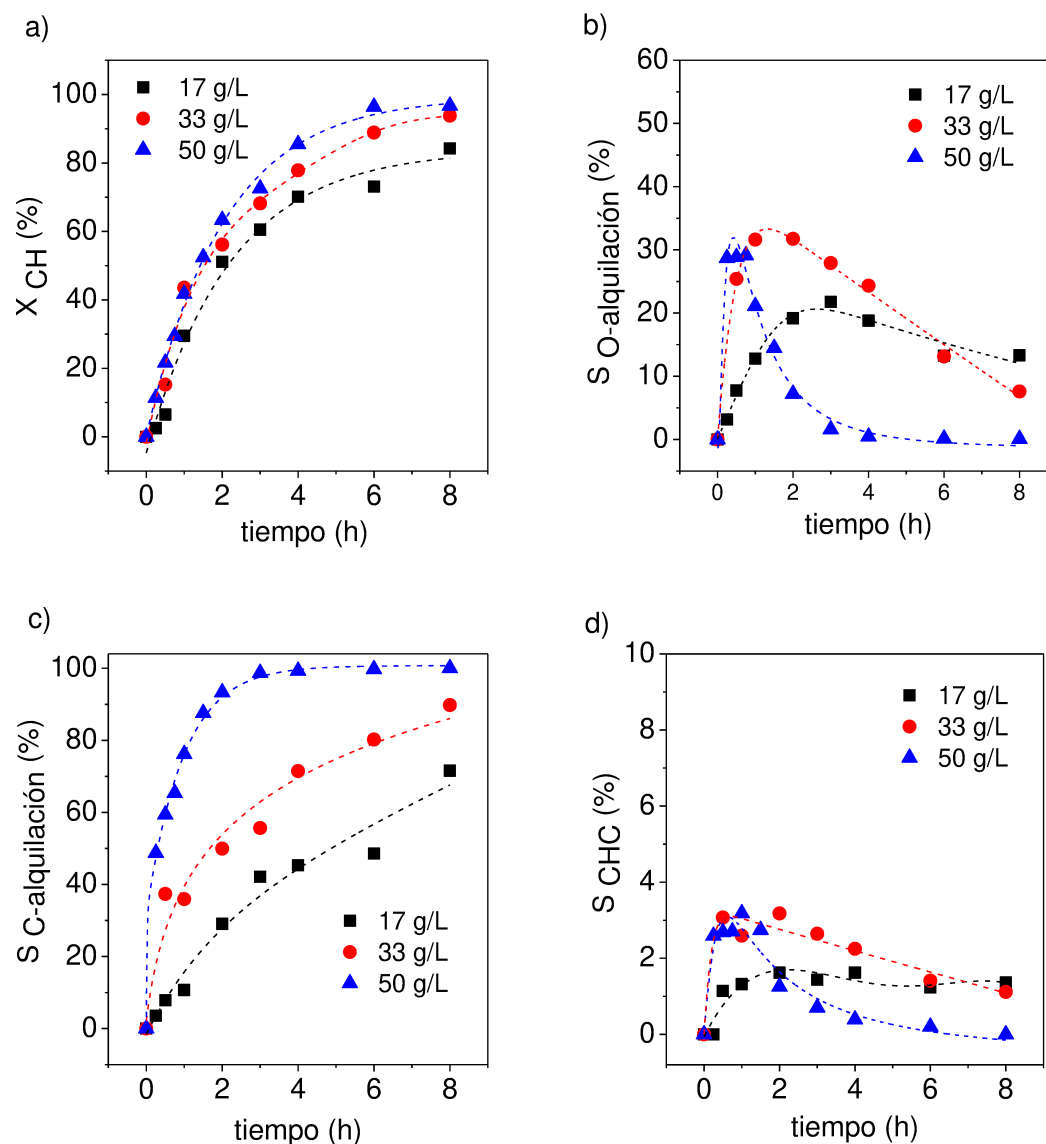 a)
X CH (%)
100
80
60
40
20
0
17 g/L
33 g/L
50 g/L
0 2 4 6 8
tiempo (h)
b)
S O-alquilación (%)
60
50
40
30
20
10
0
17 g/L
33 g/L
50 g/L
0 2 4 6 8
tiempo (h)
c)
S C-alquilación (%)
100
80
60
40
20
0
17 g/L
33 g/L
50 g/L
0 2 4 6 8
tiempo (h)
d)
S CHC (%)
10
8
6
4
2
0
17 g/L
33 g/L
50 g/L
0 2 4 6 8
tiempo (h)